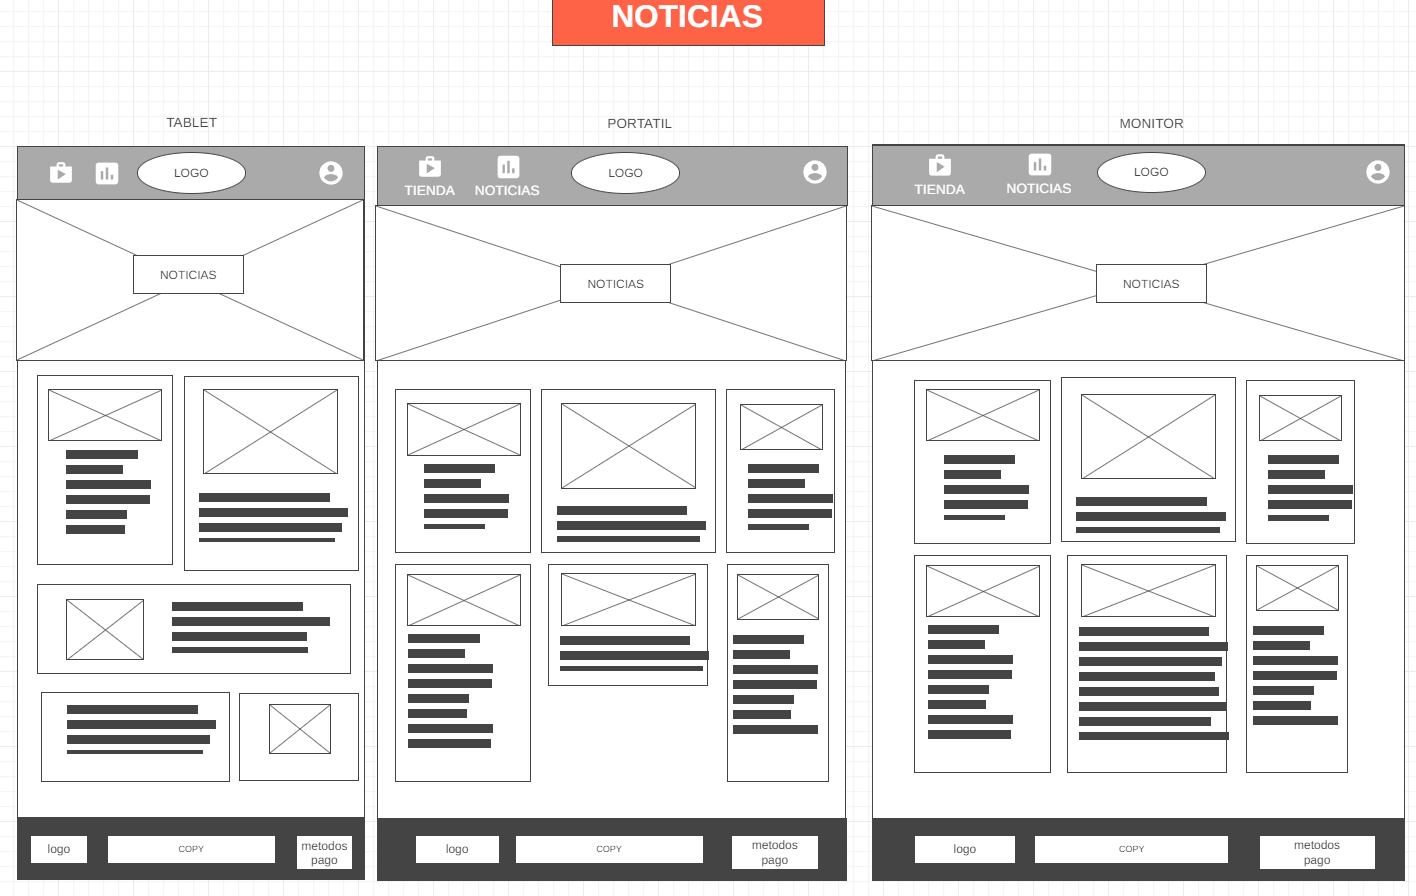 NOTICIAS
TABLET
PORTATIL
MONITOR
LOGO
TIENDA
NOTICIAS
LOGO
TIENDA
NOTICIAS
LOGO
NOTICIAS
NOTICIAS
NOTICIAS
logo
COPY
metodos
pago
logo
COPY
metodos
pago
logo
COPY
metodos
pago